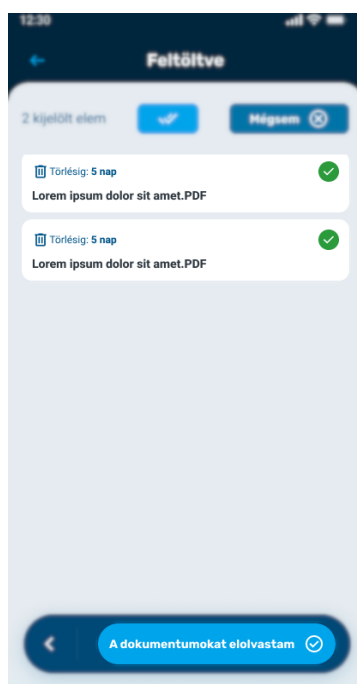 12:30
Feltöltve
2 kijelölt elem
Mégsem
Törlésig: 5 nap
Lorem ipsum dolor sit amet.PDF
Törlésig: 5 nap
Lorem ipsum dolor sit amet.PDF
A dokumentumokat elolvastam